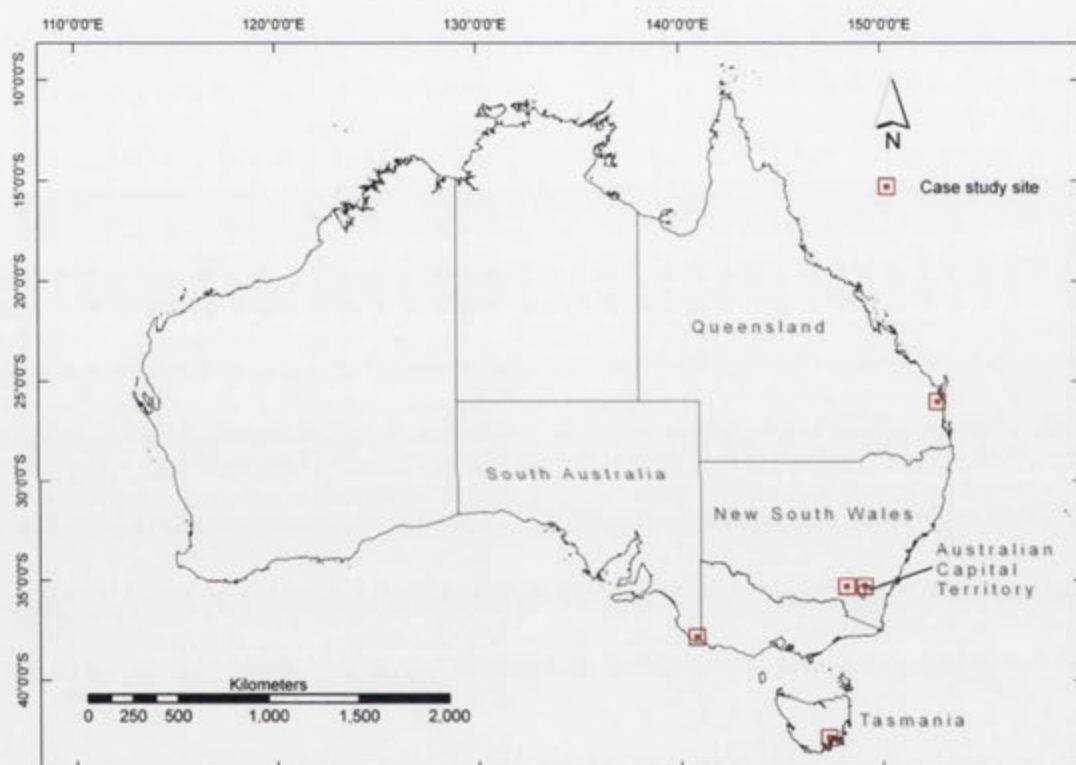 110°0'0"E 120°0'0"E 130°0'0"E 140°0'0"E 150°0'0"E
10°0'0"S
15°0'0"S
20°0'0"S
25°0'0"S
30°0'0"S
35°0'0"S
40°0'0"S
N
Case study site
Queensland
South Australia
New South Wales
Australian
Capital
Territory
Tasmania
Kilometers
0 250 500 1,000 1,500 2,000